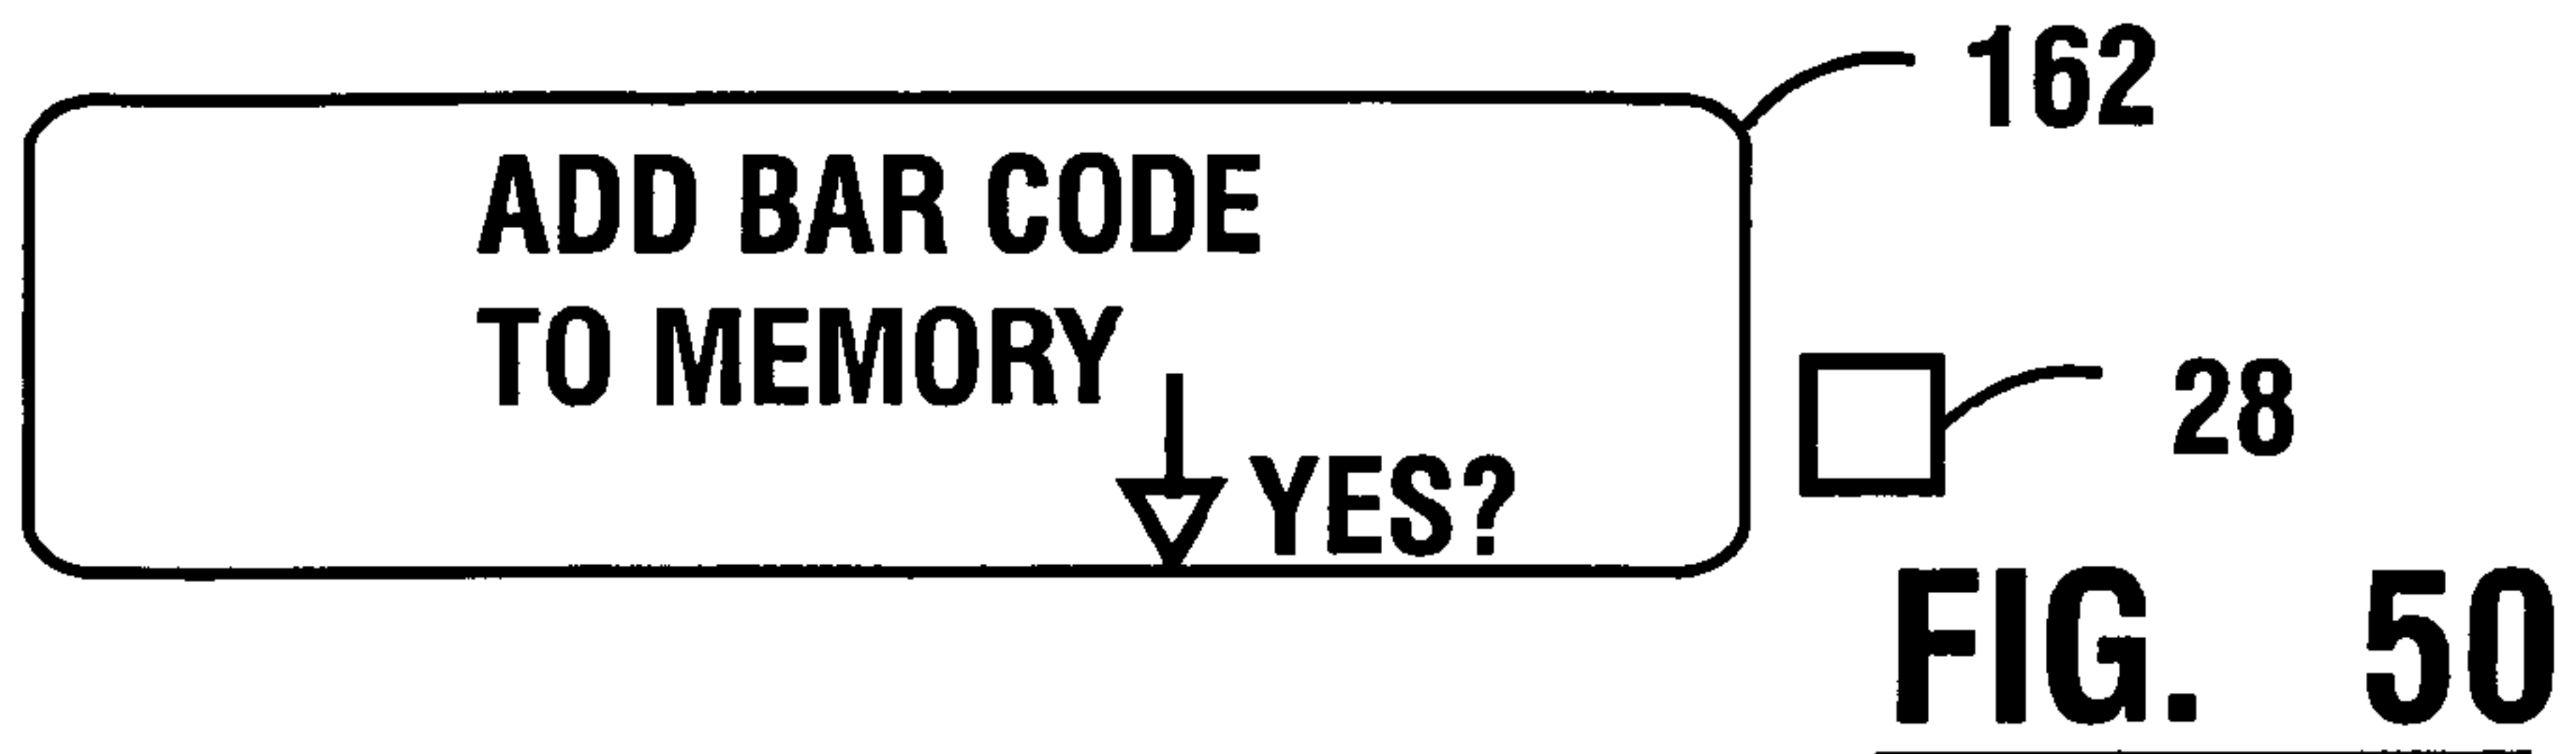 162
ADD BAR CODE
TO MEMORY
28
YES?
FIG. 50